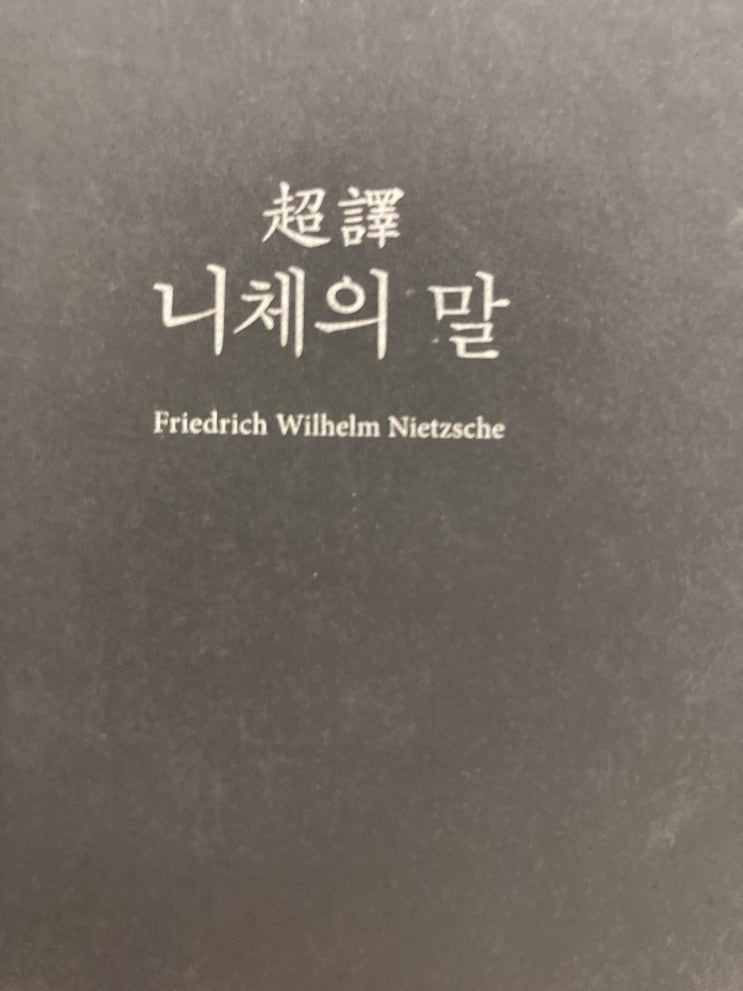 超譯
니체의 말
Friedrich Wilhelm Nietzsche